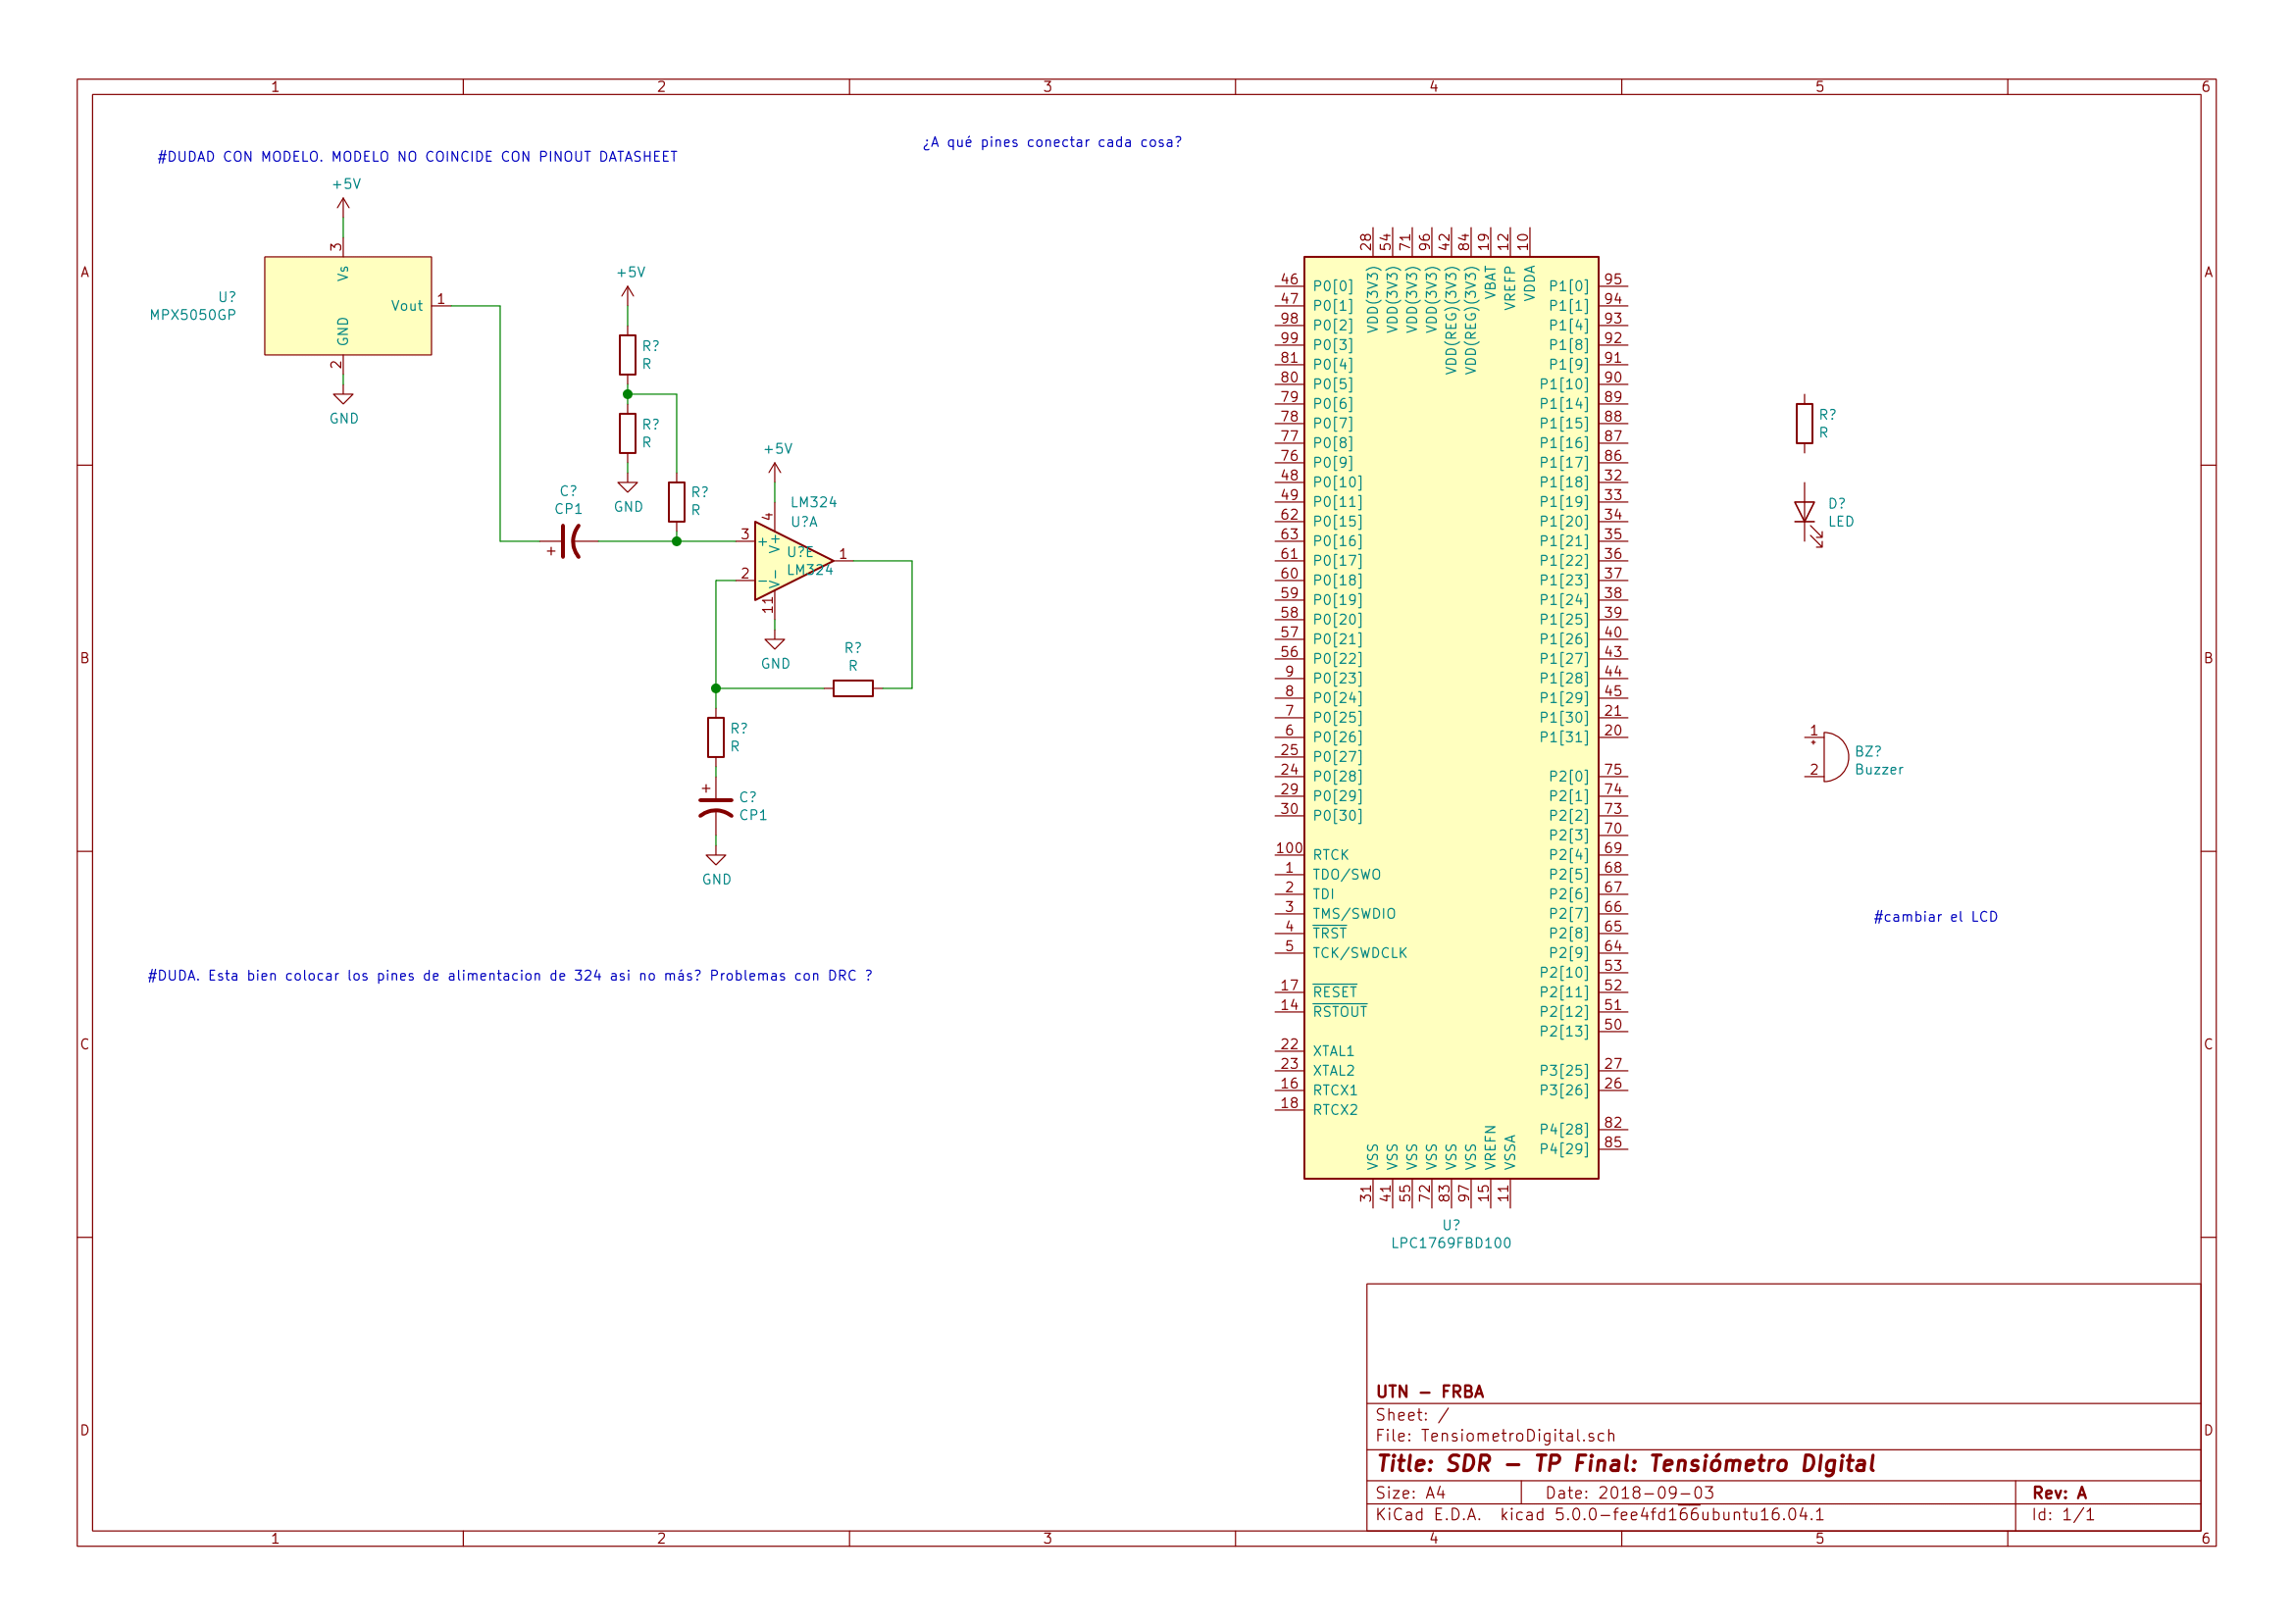 1 2 3 4 5 6
A A
B B
C C
D D
#DUDAD CON MODELO. MODELO NO COINCIDE CON PINOUT DATASHEET
¿A qué pines conectar cada cosa?
+5V
3
Vs
U?
MPX5050GP
Vout
1
GND
2
GND
+5V
R?
R
R?
R
GND
R?
R
C?
CP1
+
+5V
LM324
U?A
4
V+
3
+
U?E
LM324
1
2
-
V-
11
GND
R?
R
R?
R
+
C?
CP1
GND
#DUDA. Esta bien colocar los pines de alimentacion de 324 asi no más? Problemas con DRC ?
28 54 71 96 42 84 19 12 10
VDD(3V3) VDD(3V3) VDD(3V3) VDD(3V3) VDD(REG)(3V3) VDD(REG)(3V3) VBAT VREFP VDDA
46 P0[0] P1[0] 95
47 P0[1] P1[1] 94
98 P0[2] P1[4] 93
99 P0[3] P1[8] 92
81 P0[4] P1[9] 91
80 P0[5] P1[10] 90
79 P0[6] P1[14] 89
78 P0[7] P1[15] 88
77 P0[8] P1[16] 87
76 P0[9] P1[17] 86
48 P0[10] P1[18] 32
49 P0[11] P1[19] 33
62 P0[15] P1[20] 34
63 P0[16] P1[21] 35
61 P0[17] P1[22] 36
60 P0[18] P1[23] 37
59 P0[19] P1[24] 38
58 P0[20] P1[25] 39
57 P0[21] P1[26] 40
56 P0[22] P1[27] 43
9 P0[23] P1[28] 44
8 P0[24] P1[29] 45
7 P0[25] P1[30] 21
6 P0[26] P1[31] 20
25 P0[27]
24 P0[28] P2[0] 75
29 P0[29] P2[1] 74
30 P0[30] P2[2] 73
P2[3] 70
100 RTCK P2[4] 69
1 TDO/SWO P2[5] 68
2 TDI P2[6] 67
3 TMS/SWDIO P2[7] 66
4 TRST P2[8] 65
5 TCK/SWDCLK P2[9] 64
P2[10] 53
17 RESET P2[11] 52
14 RSTOUT P2[12] 51
P2[13] 50
22 XTAL1
23 XTAL2 P3[25] 27
16 RTCX1 P3[26] 26
18 RTCX2
P4[28] 82
P4[29] 85
VSS VSS VSS VSS VSS VSS VREFN VSSA
31 41 55 72 83 97 15 11
U?
LPC1769FBD100
R?
R
D?
LED
1
2
BZ?
Buzzer
#cambiar el LCD
UTN - FRBA
Sheet: /
File: TensiometroDigital.sch
Title: SDR - TP Final: Tensiómetro DIgital
Size: A4 Date: 2018-09-03 Rev: A
KiCad E.D.A. kicad 5.0.0-fee4fd166ubuntu16.04.1 Id: 1/1
1 2 3 4 5 6